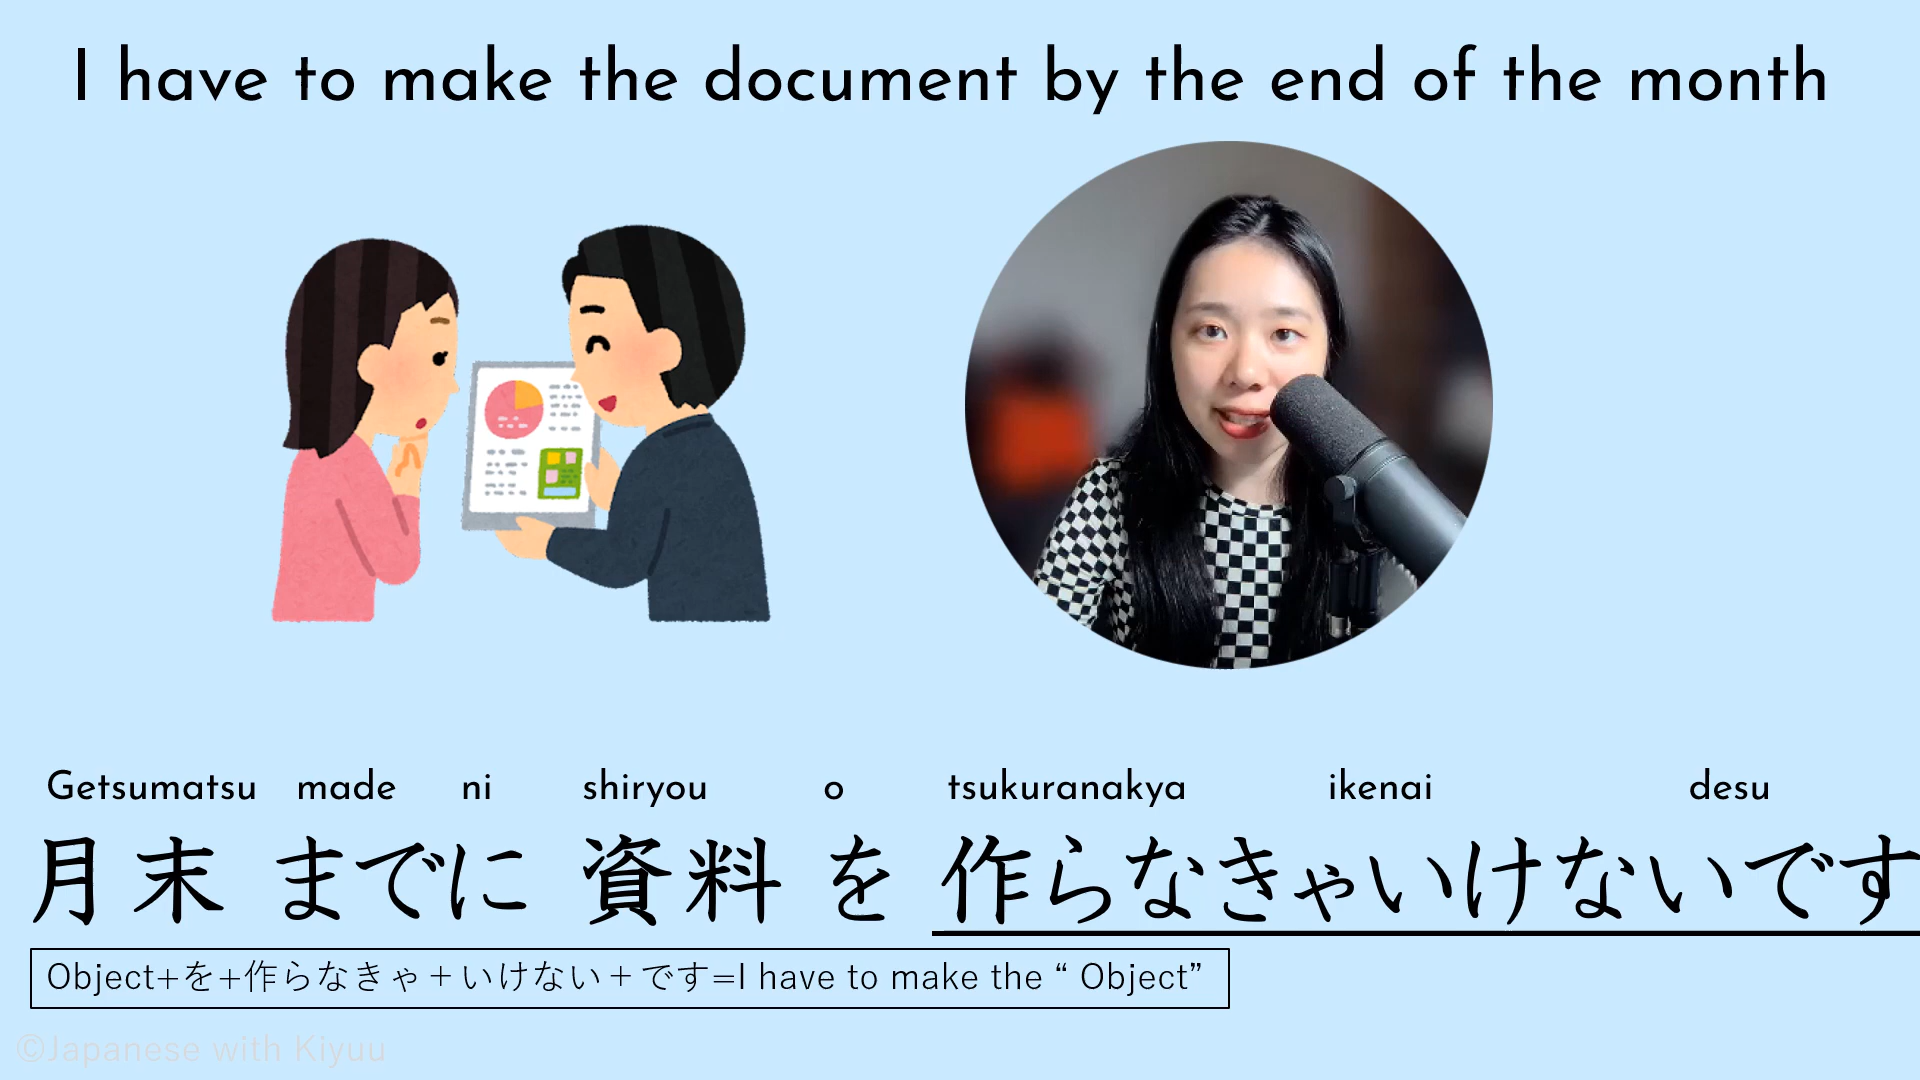 I have to make the document by the end of the month
Getsumatsu made ni shiryou o tsukuranakya ikenai desu
月末 までに 資料 を 作らなきゃいけないです
Object+を+作らなきゃ＋いけない＋です=I have to make the “ Object”
©Japanese with Kiyuu